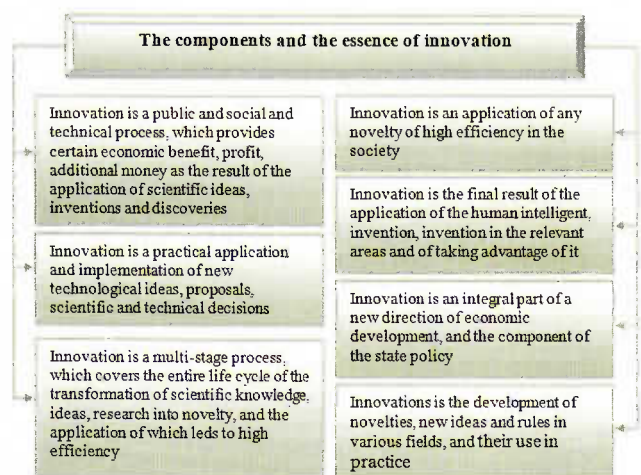 The components and the essence of innovation
Innovation is a public and social and
technical process, which provides
certain economic benefit, profit,
additional money as the result of the
application of scientific ideas,
inventions and discoveries
Innovation is a practical application
and implementation of new
technological ideas, proposals,
scientific and technical decisions
Innovation is a multi-stage process,
which covers the entire life cycle of the
transformation of scientific knowledge,
ideas, research into novelty, and the
application of which leds to high
efficiency
Innovation is an application of any
novelty of high efficiency in the
society
Innovation is the final result of the
application of the human intelligent,
invention, invention in the relevant
areas and of taking advantage of it
Innovation is an integral part of a
new direction of economic
development, and the component of
the state policy
Innovations is the development of
novelties, new ideas and rules in
various fields, and their use in
practice